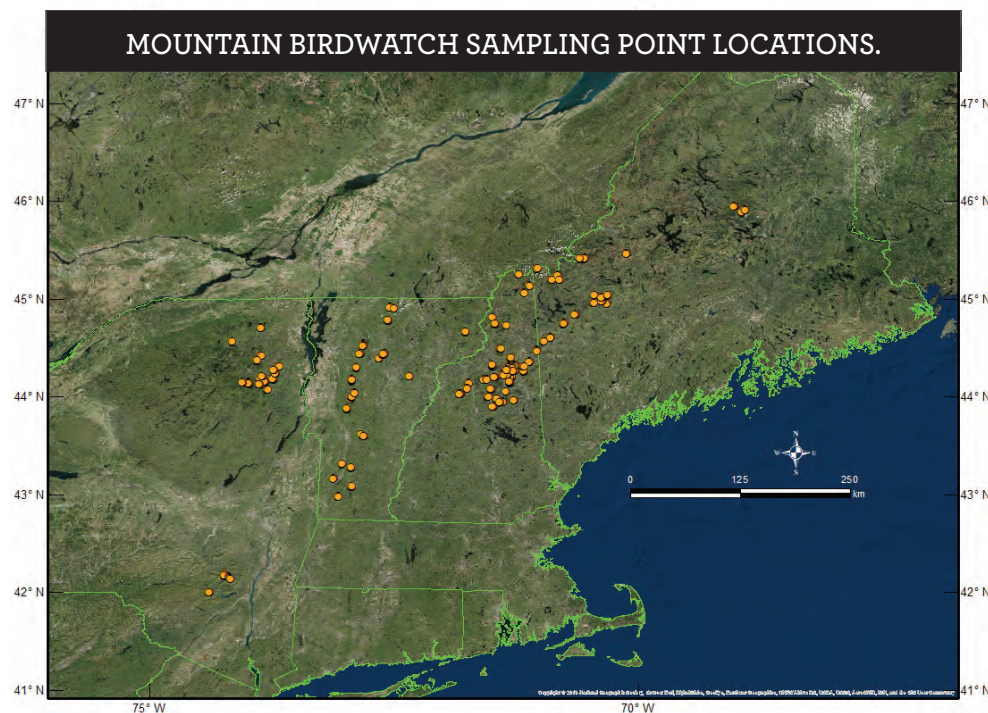 MOUNTAIN BIRDWATCH SAMPLING POINT LOCATIONS.
47° N
47° N
46° N
46° N
45° N
45° N
44° N
44° N
N
W
E
S
0
125
250
km
43° N
43° N
42° N
42° N
41° N
41° N
75° W
70° W